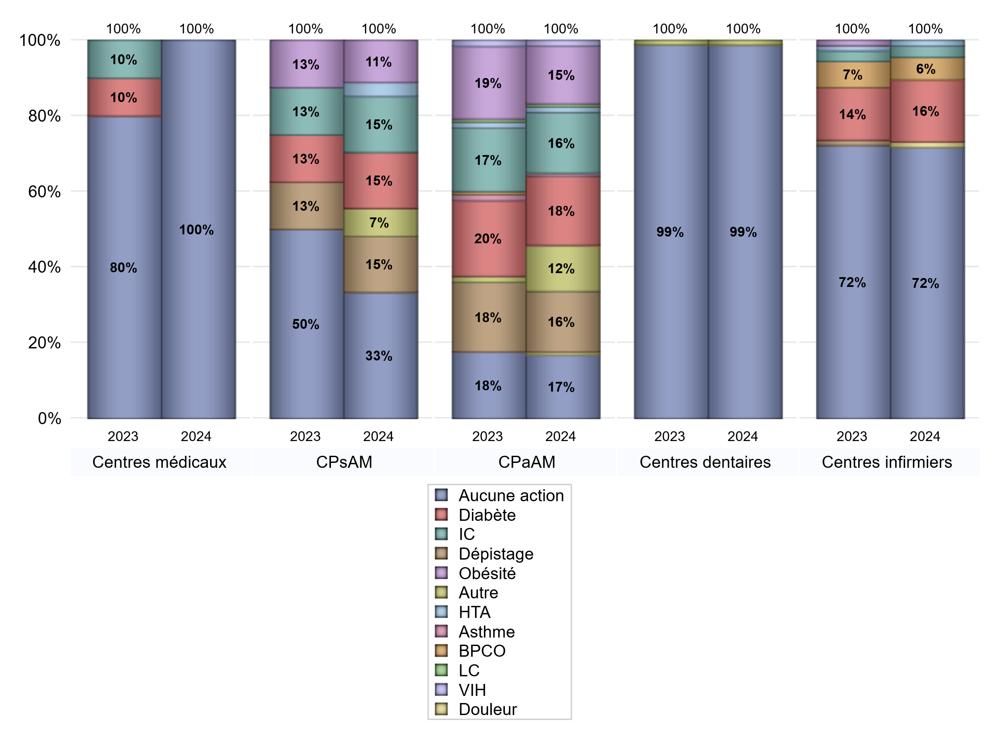 100% 100% 100% 100% 100% 100% 100% 100% 100% 100%
100%
10% 13% 11% 19% 15% 7% 6%
10% 13% 15% 17% 16% 14% 16%
80%
13% 15% 20% 18%
60%
13% 7% 18% 12%
100% 99% 99%
40%
80% 50% 15% 16% 72% 72%
20%
33% 18% 17%
0%
2023 2024 2023 2024 2023 2024 2023 2024 2023 2024
Centres médicaux CPsAM CPaAM Centres dentaires Centres infirmiers
Aucune action
Diabète
IC
Dépistage
Obésité
Autre
HTA
Asthme
BPCO
LC
VIH
Douleur